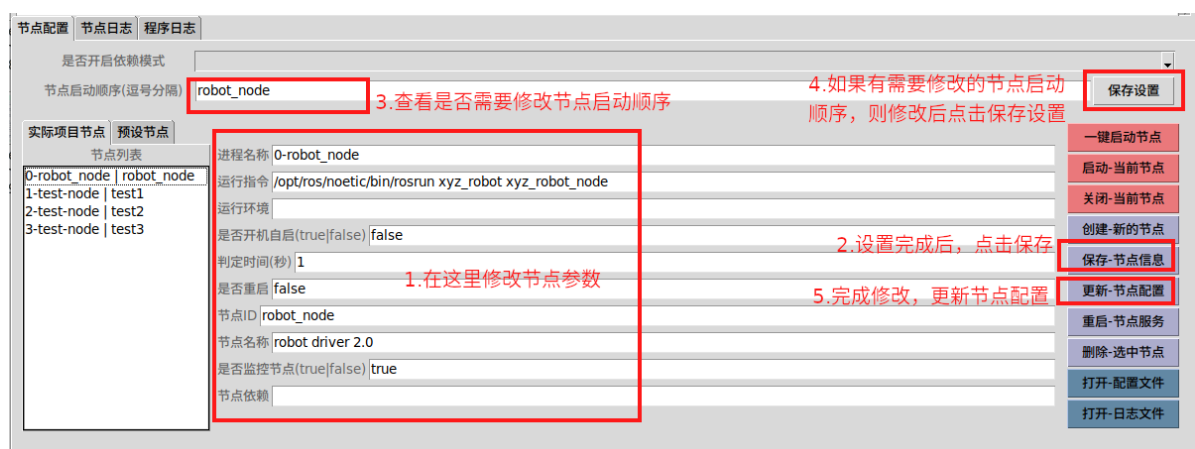 节点配置 节点日志 程序日志
是否开启依赖模式
节点启动顺序(逗号分隔) robot_node
3.查看是否需要修改节点启动顺序
4.如果有需要修改的节点启动
顺序，则修改后点击保存设置
保存设置
实际项目节点 预设节点
节点列表
0-robot_node | robot_node
1-test-node | test1
2-test-node | test2
3-test-node | test3
进程名称 0-robot_node
运行指令 /opt/ros/noetic/bin/rosrun xyz_robot xyz_robot_node
运行环境
是否开机自启(true|false) false
判定时间(秒) 1
是否重启 false
节点ID robot_node
节点名称 robot driver 2.0
是否监控节点(true|false) true
节点依赖
1.在这里修改节点参数
2.设置完成后，点击保存
5.完成修改，更新节点配置
一键启动节点
启动-当前节点
关闭-当前节点
创建-新的节点
保存-节点信息
更新-节点配置
重启-节点服务
删除-选中节点
打开-配置文件
打开-日志文件